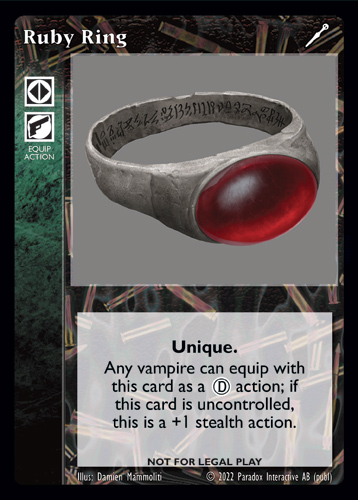 Ruby Ring
EQUIP
ACTION
Unique.
Any vampire can equip with
this card as a Ⓓ action; if
this card is uncontrolled,
this is a +1 stealth action.
NOT FOR LEGAL PLAY
Illus: Damien Mammoliti © 2022 Paradox Interactive AB (publ)